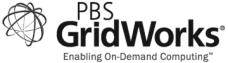 PBS
GridWorks®
Enabling On-Demand Computing™